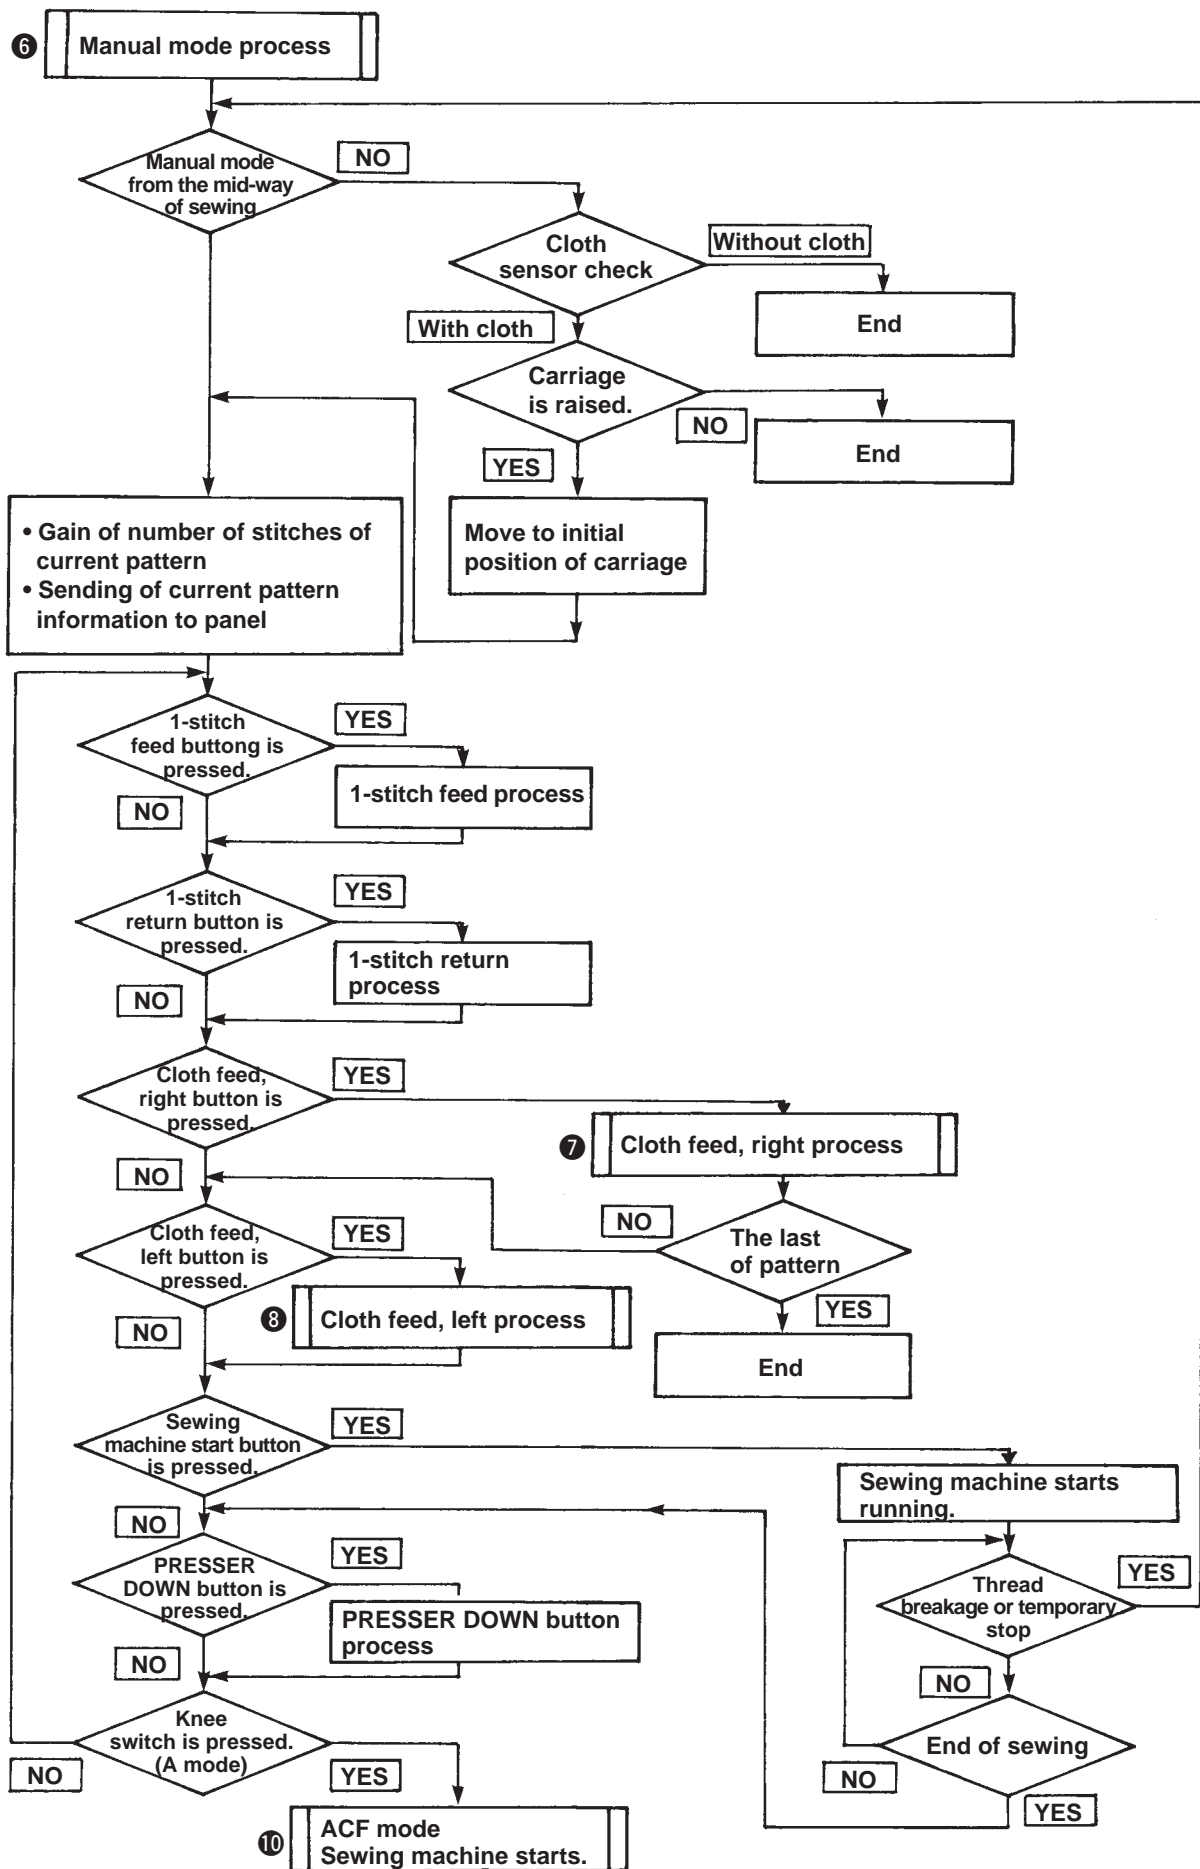 ❻ Manual mode process
Manual mode
from the mid-way
of sewing
NO
Cloth
sensor check
Without cloth
End
With cloth
Carriage
is raised.
NO
End
YES
Move to initial
position of carriage
• Gain of number of stitches of
current pattern
• Sending of current pattern
information to panel
1-stitch
feed buttong is
pressed.
YES
1-stitch feed process
NO
1-stitch
return button is
pressed.
YES
1-stitch return
process
NO
Cloth feed,
right button is
pressed.
YES
❼ Cloth feed, right process
NO
The last
of pattern
NO
YES
End
Cloth feed,
left button is
pressed.
YES
❽ Cloth feed, left process
NO
Sewing
machine start button
is pressed.
YES
Sewing machine starts
running.
NO
Thread
breakage or temporary
stop
YES
NO
End of sewing
NO
YES
PRESSER
DOWN button is
pressed.
YES
PRESSER DOWN button
process
NO
Knee
switch is pressed.
(A mode)
NO
YES
❿ ACF mode
Sewing machine starts.